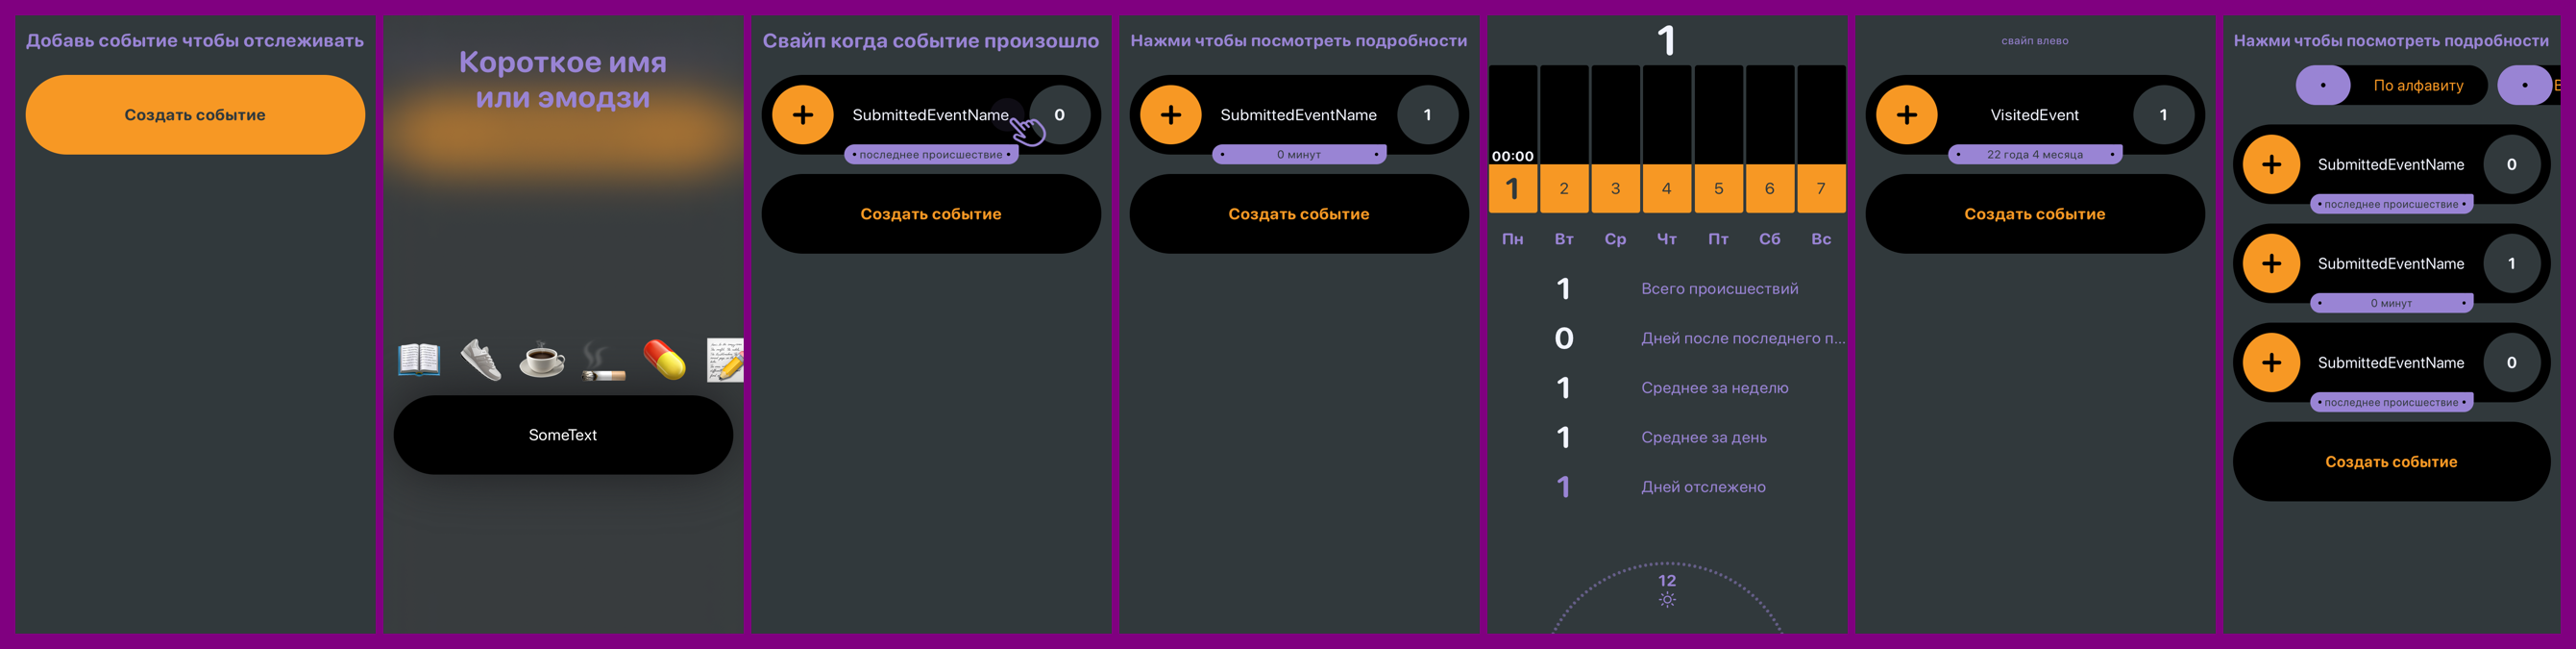 Добавь событие чтобы отслеживать
Создать событие
Короткое имя
или эмодзи
SomeText
Свайп когда событие произошло
SubmittedEventName
0
• последнее происшествие •
Создать событие
Нажми чтобы посмотреть подробности
SubmittedEventName
1
• 0 минут •
Создать событие
1
00:00
1 2 3 4 5 6 7
Пн Вт Ср Чт Пт Сб Вс
1 Всего происшествий
0 Дней после последнего п...
1 Среднее за неделю
1 Среднее за день
1 Дней отслежено
12
свайп влево
VisitedEvent
1
• 22 года 4 месяца •
Создать событие
Нажми чтобы посмотреть подробности
• По алфавиту •
SubmittedEventName
0
• последнее происшествие •
SubmittedEventName
1
• 0 минут •
SubmittedEventName
0
• последнее происшествие •
Создать событие